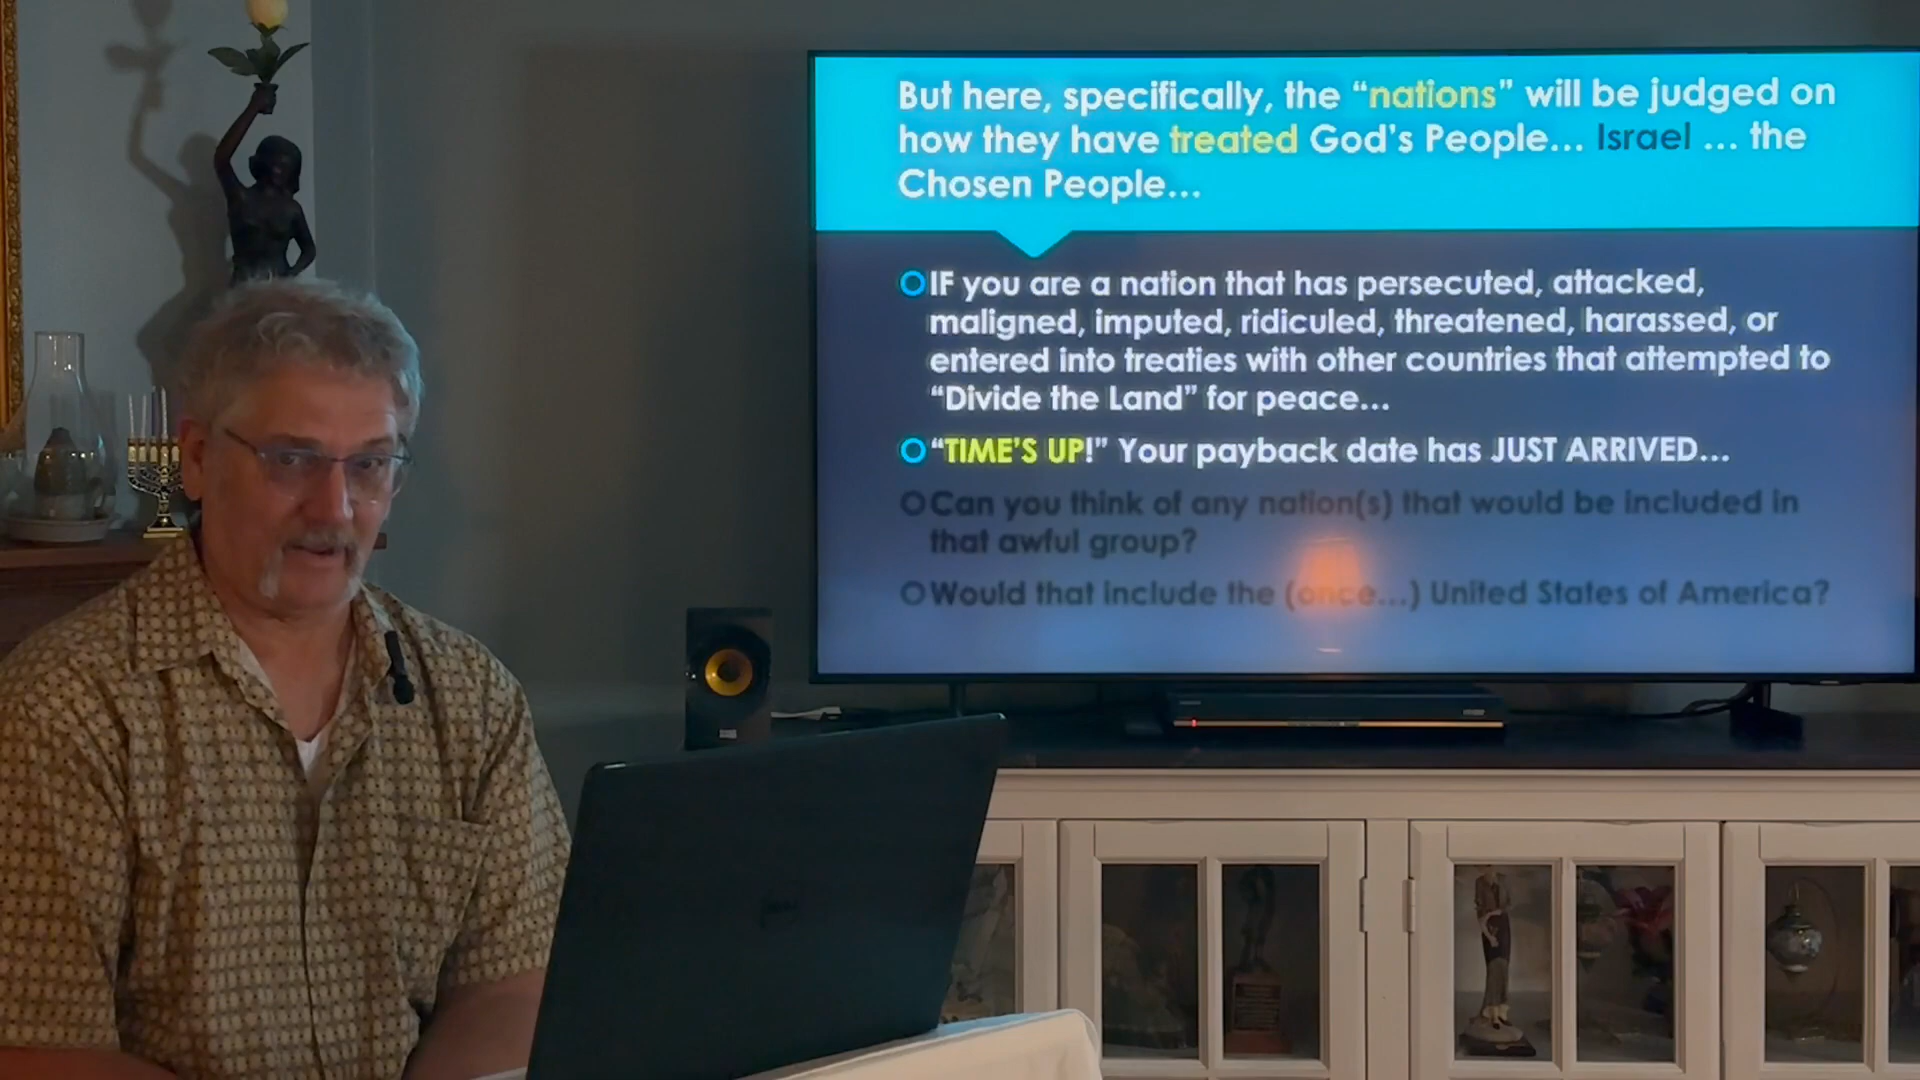 But here, specifically, the “nations” will be judged on
how they have treated God’s People… Israel … the
Chosen People…
IF you are a nation that has persecuted, attacked,
maligned, imputed, ridiculed, threatened, harassed, or
entered into treaties with other countries that attempted to
“Divide the Land” for peace…
“TIME’S UP!” Your payback date has JUST ARRIVED…
Can you think of any nation(s) that would be included in
that awful group?
Would that include the (once…) United States of America?